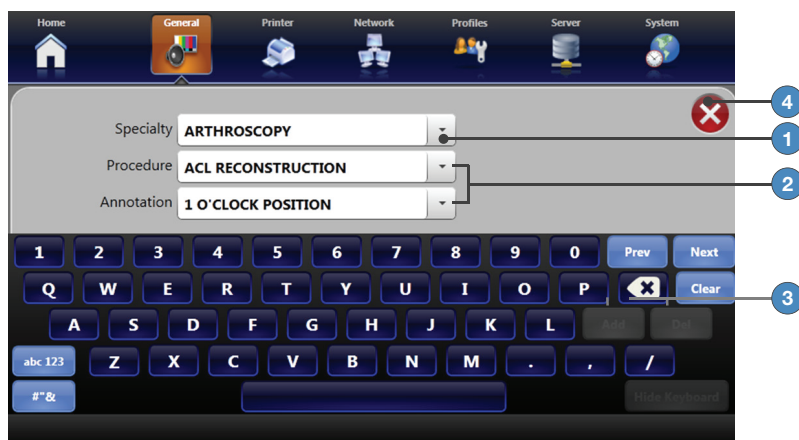 Home General Printer Network Profiles Server System
4
Specialty ARTHROSCOPY
1
Procedure ACL RECONSTRUCTION
2
Annotation 1 O'CLOCK POSITION
1 2 3 4 5 6 7 8 9 0 Prev Next
Q W E R T Y U I O P Clear
3
A S D F G H J K L Add Del
abc 123 Z X C V B N M . , /
#"& Hide Keyboard